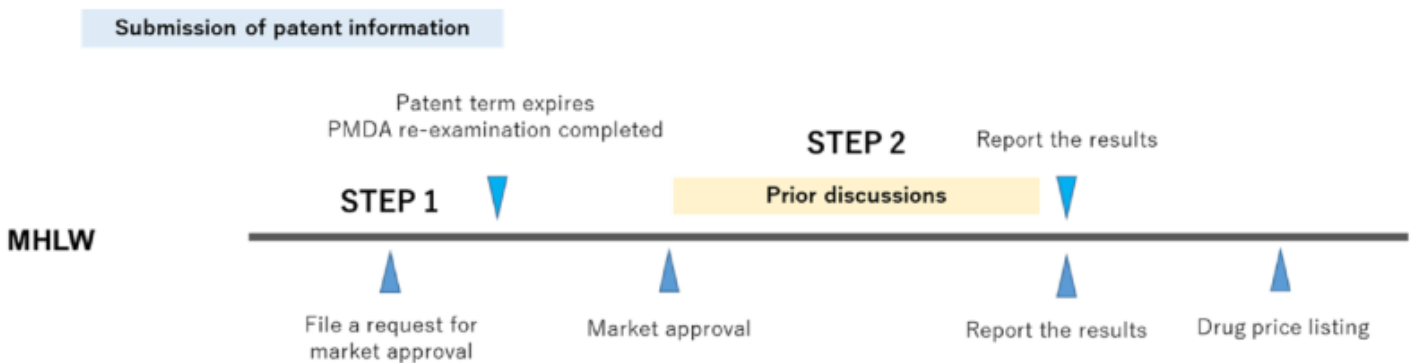 Submission of patent information
Patent term expires
PMDA re-examination completed
STEP 2
Report the results
STEP 1
Prior discussions
MHLW
File a request for
market approval
Market approval
Report the results
Drug price listing